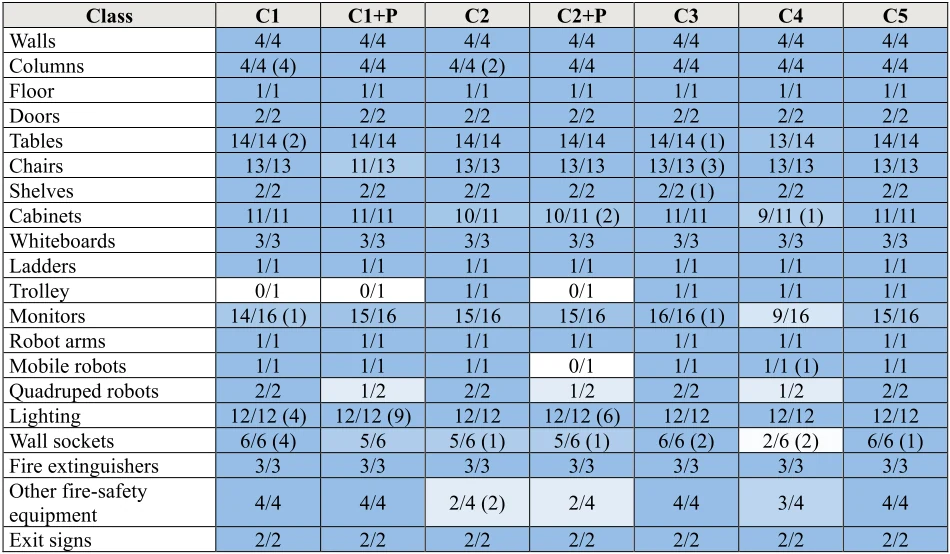 Class C1 C1+P C2 C2+P C3 C4 C5
Walls 4/4 4/4 4/4 4/4 4/4 4/4 4/4
Columns 4/4 (4) 4/4 4/4 (2) 4/4 4/4 4/4 4/4
Floor 1/1 1/1 1/1 1/1 1/1 1/1 1/1
Doors 2/2 2/2 2/2 2/2 2/2 2/2 2/2
Tables 14/14 (2) 14/14 14/14 14/14 14/14 (1) 13/14 14/14
Chairs 13/13 11/13 13/13 13/13 13/13 (3) 13/13 13/13
Shelves 2/2 2/2 2/2 2/2 2/2 (1) 2/2 2/2
Cabinets 11/11 11/11 10/11 10/11 (2) 11/11 9/11 (1) 11/11
Whiteboards 3/3 3/3 3/3 3/3 3/3 3/3 3/3
Ladders 1/1 1/1 1/1 1/1 1/1 1/1 1/1
Trolley 0/1 0/1 1/1 0/1 1/1 1/1 1/1
Monitors 14/16 (1) 15/16 15/16 15/16 16/16 (1) 9/16 15/16
Robot arms 1/1 1/1 1/1 1/1 1/1 1/1 1/1
Mobile robots 1/1 1/1 1/1 0/1 1/1 1/1 (1) 1/1
Quadruped robots 2/2 1/2 2/2 1/2 2/2 1/2 2/2
Lighting 12/12 (4) 12/12 (9) 12/12 12/12 (6) 12/12 12/12 12/12
Wall sockets 6/6 (4) 5/6 5/6 (1) 5/6 (1) 6/6 (2) 2/6 (2) 6/6 (1)
Fire extinguishers 3/3 3/3 3/3 3/3 3/3 3/3 3/3
Other fire-safety
equipment 4/4 4/4 2/4 (2) 2/4 4/4 3/4 4/4
Exit signs 2/2 2/2 2/2 2/2 2/2 2/2 2/2